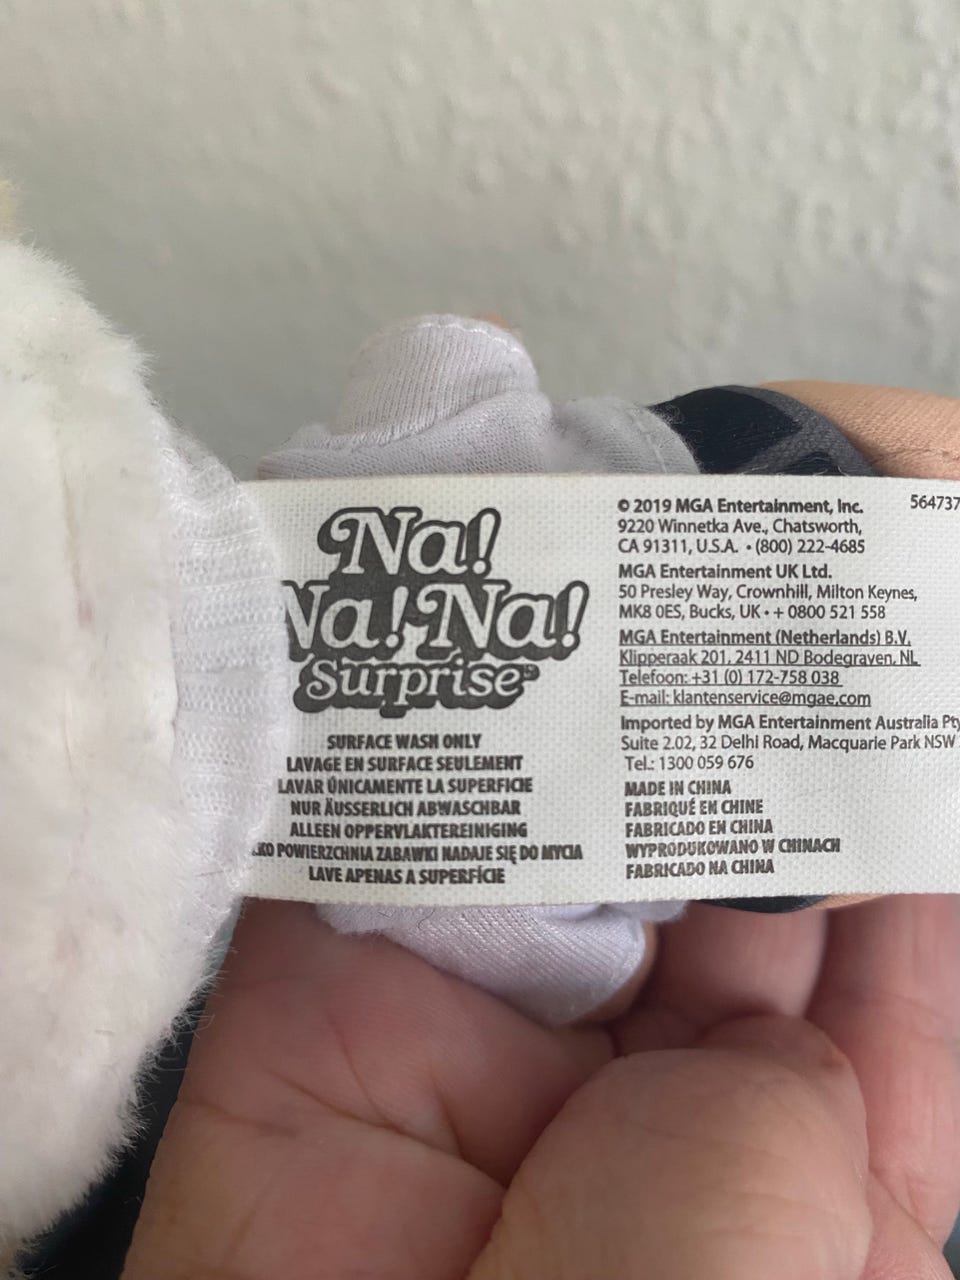 Na!
Na! Na!
Surprise
SURFACE WASH ONLY
LAVAGE EN SURFACE SEULEMENT
LAVAR ÚNICAMENTE LA SUPERFICIE
NUR ÄUSSERLICH ABWASCHBAR
ALLEEN OPPERVLAKTEREINIGING
POWIERZCHNIA ZABAWKI NADAJE SIĘ DO MYCIA
LAVE APENAS A SUPERFÍCIE
© 2019 MGA Entertainment, Inc.
9220 Winnetka Ave., Chatsworth,
CA 91311, U.S.A. • (800) 222-4685
MGA Entertainment UK Ltd.
50 Presley Way, Crownhill, Milton Keynes,
MK8 0ES, Bucks, UK • + 0800 521 558
MGA Entertainment (Netherlands) B.V.
Klipperaak 201, 2411 ND Bodegraven, NL
Telefoon: +31 (0) 172-758 038
E-mail: klantenservice@mgae.com
Imported by MGA Entertainment Australia Pty
Suite 2.02, 32 Delhi Road, Macquarie Park NSW
Tel.: 1300 059 676
MADE IN CHINA
FABRIQUÉ EN CHINE
FABRICADO EN CHINA
WYPRODUKOWANO W CHINACH
FABRICADO NA CHINA
564737